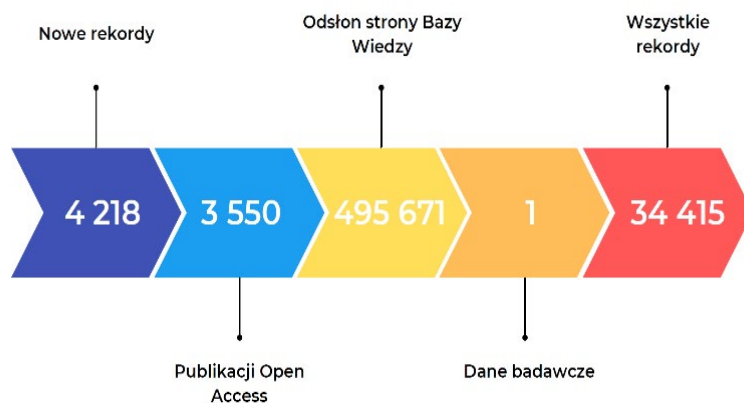 Nowe rekordy
Odsłon strony Bazy
Wiedzy
Wszystkie
rekordy
4 218
3 550
495 671
1
34 415
Publikacji Open
Access
Dane badawcze